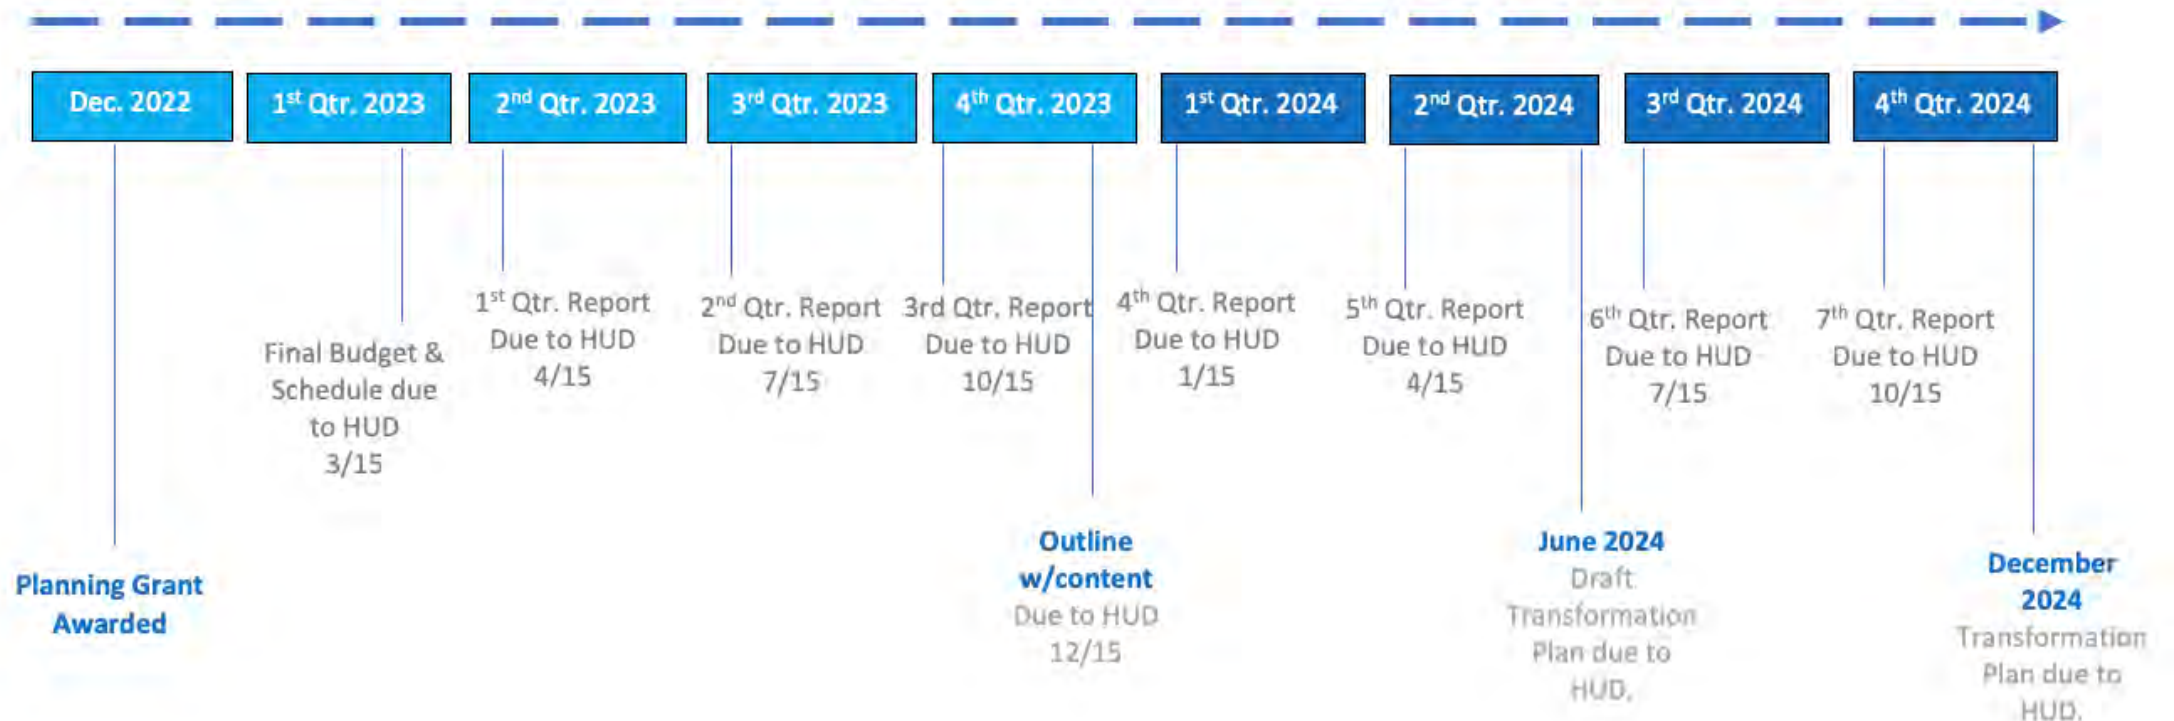 Dec. 2022
1st Qtr. 2023
2nd Qtr. 2023
3rd Qtr. 2023
4th Qtr. 2023
1st Qtr. 2024
2nd Qtr. 2024
3rd Qtr. 2024
4th Qtr. 2024
Planning Grant
Awarded
Final Budget &
Schedule due
to HUD
3/15
1st Qtr. Report
Due to HUD
4/15
2nd Qtr. Report
Due to HUD
7/15
3rd Qtr. Report
Due to HUD
10/15
Outline
w/content
Due to HUD
12/15
4th Qtr. Report
Due to HUD
1/15
5th Qtr. Report
Due to HUD
4/15
June 2024
Draft
Transformation
Plan due to
HUD.
6th Qtr. Report
Due to HUD
7/15
7th Qtr. Report
Due to HUD
10/15
December
2024
Transformation
Plan due to
HUD.